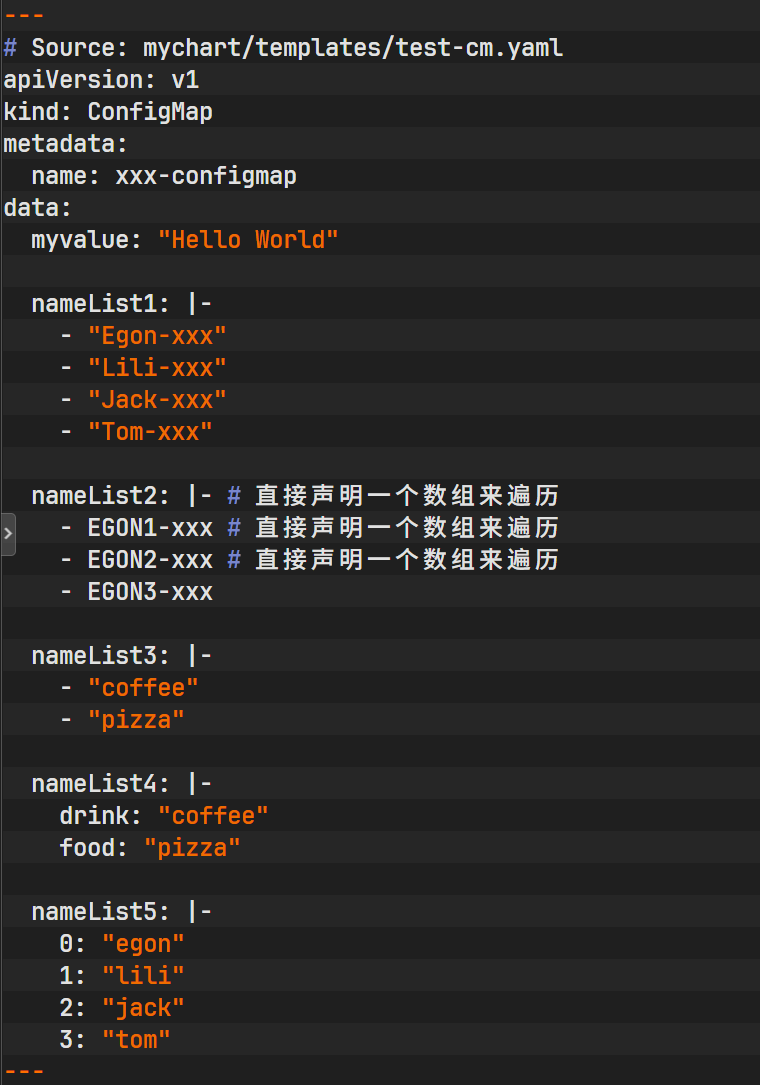 ---
# Source: mychart/templates/test-cm.yaml
apiVersion: v1
kind: ConfigMap
metadata:
  name: xxx-configmap
data:
  myvalue: "Hello World"

  nameList1: |-
    - "Egon-xxx"
    - "Lili-xxx"
    - "Jack-xxx"
    - "Tom-xxx"

  nameList2: |- # 直接声明一个数组来遍历
    - EGON1-xxx # 直接声明一个数组来遍历
    - EGON2-xxx # 直接声明一个数组来遍历
    - EGON3-xxx

  nameList3: |-
    - "coffee"
    - "pizza"

  nameList4: |-
    drink: "coffee"
    food: "pizza"

  nameList5: |-
    0: "egon"
    1: "lili"
    2: "jack"
    3: "tom"
---